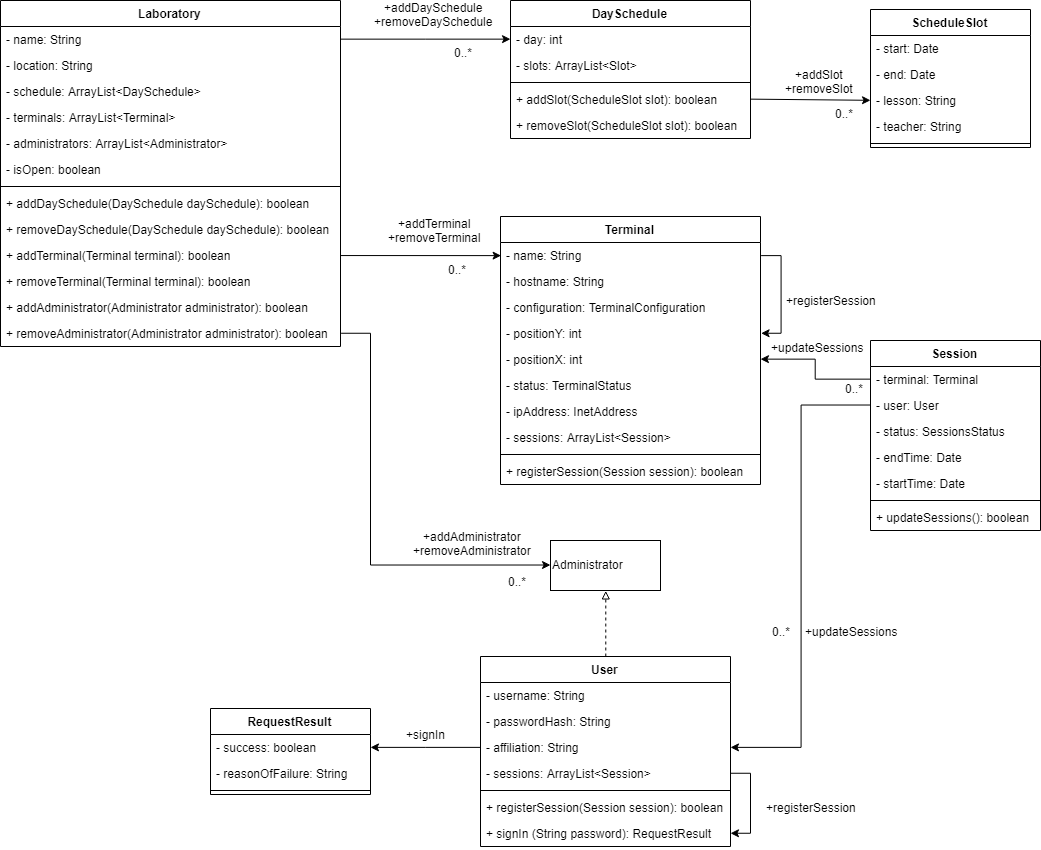 Laboratory
- name: String
- location: String
- schedule: ArrayList<DaySchedule>
- terminals: ArrayList<Terminal>
- administrators: ArrayList<Administrator>
- isOpen: boolean
+ addDaySchedule(DaySchedule daySchedule): boolean
+ removeDaySchedule(DaySchedule daySchedule): boolean
+ addTerminal(Terminal terminal): boolean
+ removeTerminal(Terminal terminal): boolean
+ addAdministrator(Administrator administrator): boolean
+ removeAdministrator(Administrator administrator): boolean
+addDaySchedule
+removeDaySchedule
0..*
DaySchedule
- day: int
- slots: ArrayList<Slot>
+ addSlot(ScheduleSlot slot): boolean
+ removeSlot(ScheduleSlot slot): boolean
+addSlot
+removeSlot
0..*
ScheduleSlot
- start: Date
- end: Date
- lesson: String
- teacher: String
+addTerminal
+removeTerminal
0..*
Terminal
- name: String
- hostname: String
- configuration: TerminalConfiguration
- positionY: int
- positionX: int
- status: TerminalStatus
- ipAddress: InetAddress
- sessions: ArrayList<Session>
+ registerSession(Session session): boolean
+registerSession
+updateSessions
0..*
Session
- terminal: Terminal
- user: User
- status: SessionsStatus
- endTime: Date
- startTime: Date
+ updateSessions(): boolean
+addAdministrator
+removeAdministrator
0..*
Administrator
0..*
+updateSessions
User
- username: String
- passwordHash: String
- affiliation: String
- sessions: ArrayList<Session>
+ registerSession(Session session): boolean
+ signIn (String password): RequestResult
+registerSession
+signIn
RequestResult
- success: boolean
- reasonOfFailure: String